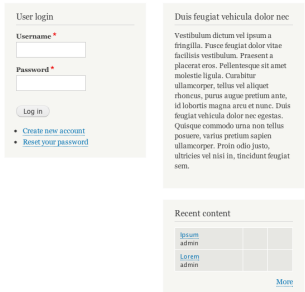 User login
Username *
Password *
Log in
Create new account
Reset your password
Duis feugiat vehicula dolor nec
Vestibulum dictum vel ipsum a
fringilla. Fusce feugiat dolor vitae
facilisis vestibulum. Praesent a
placerat eros. Pellentesque sit amet
molestie ligula. Curabitur
ullamcorper, tellus vel aliquet
rhoncus, purus augue pretium ante,
id lobortis magna arcu et nunc. Duis
feugiat vehicula dolor nec egestas.
Quisque commodo urna non tellus
posuere, varius pretium sapien
ullamcorper. Proin odio justo,
ultricies vel nisi in, tincidunt feugiat
sem.
Recent content
Ipsum
admin
Lorem
admin
More